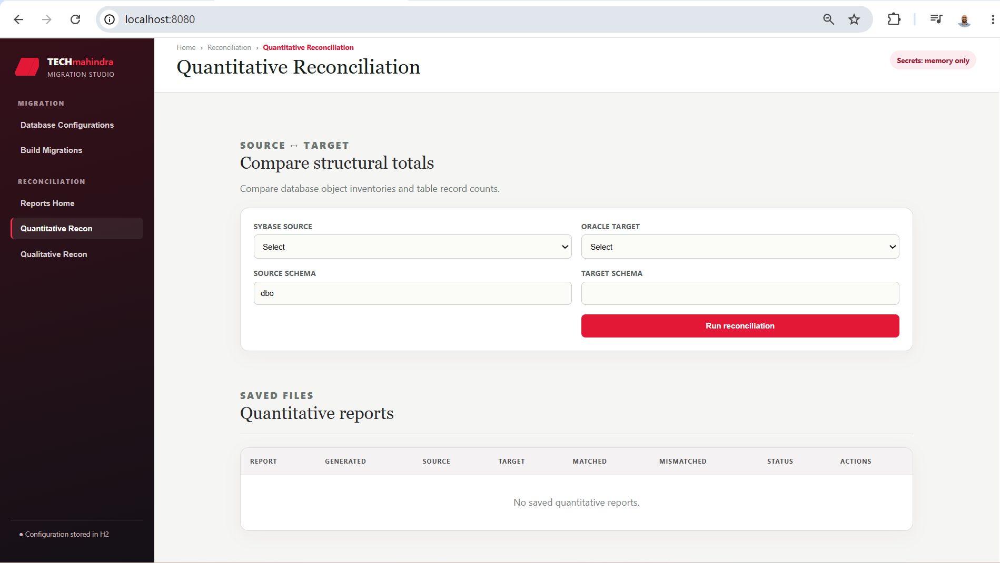 localhost:8080
TECHmahindra
MIGRATION STUDIO
MIGRATION
Database Configurations
Build Migrations
RECONCILIATION
Reports Home
Quantitative Recon
Qualitative Recon
● Configuration stored in H2
Home › Reconciliation › Quantitative Reconciliation
Quantitative Reconciliation
Secrets: memory only
SOURCE ↔ TARGET
Compare structural totals
Compare database object inventories and table record counts.
SYBASE SOURCE ORACLE TARGET
Select Select
SOURCE SCHEMA TARGET SCHEMA
dbo
Run reconciliation
SAVED FILES
Quantitative reports
REPORT GENERATED SOURCE TARGET MATCHED MISMATCHED STATUS ACTIONS
No saved quantitative reports.